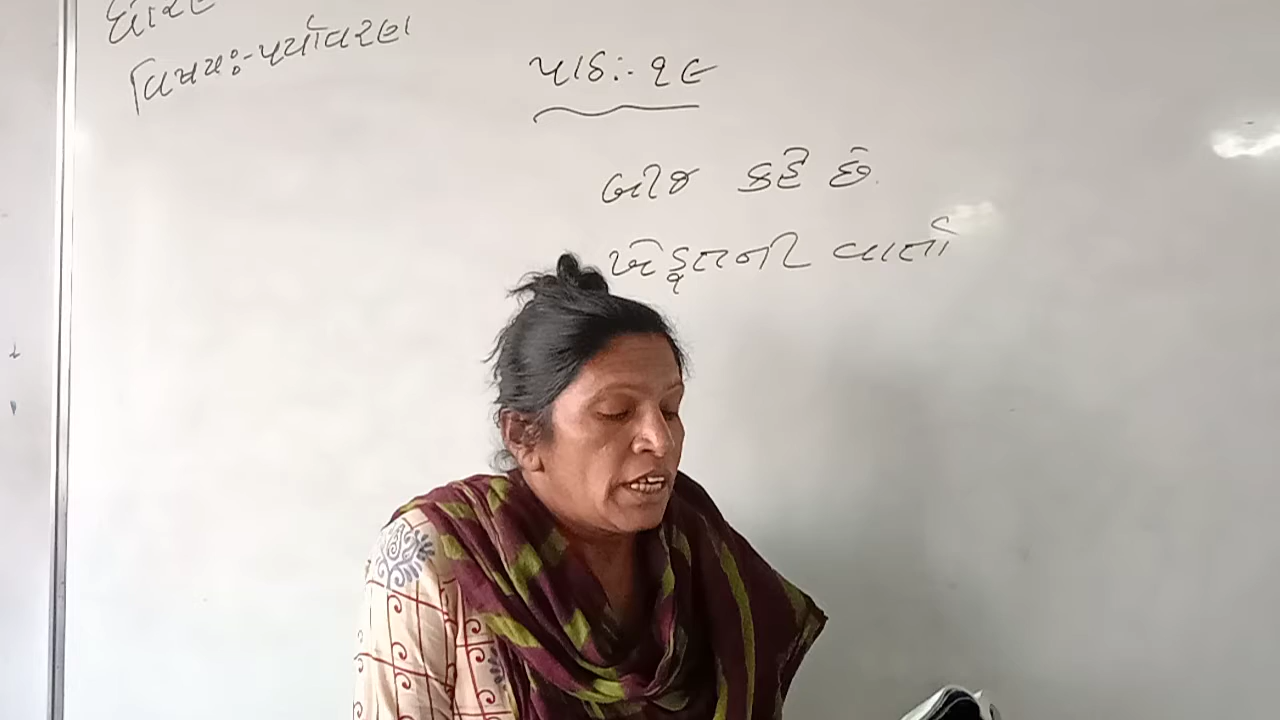 વિષય:-પર્યાવરણ
પાઠ:-૧૯
બીજ કહે છે.
ખેડૂતની વાર્તા